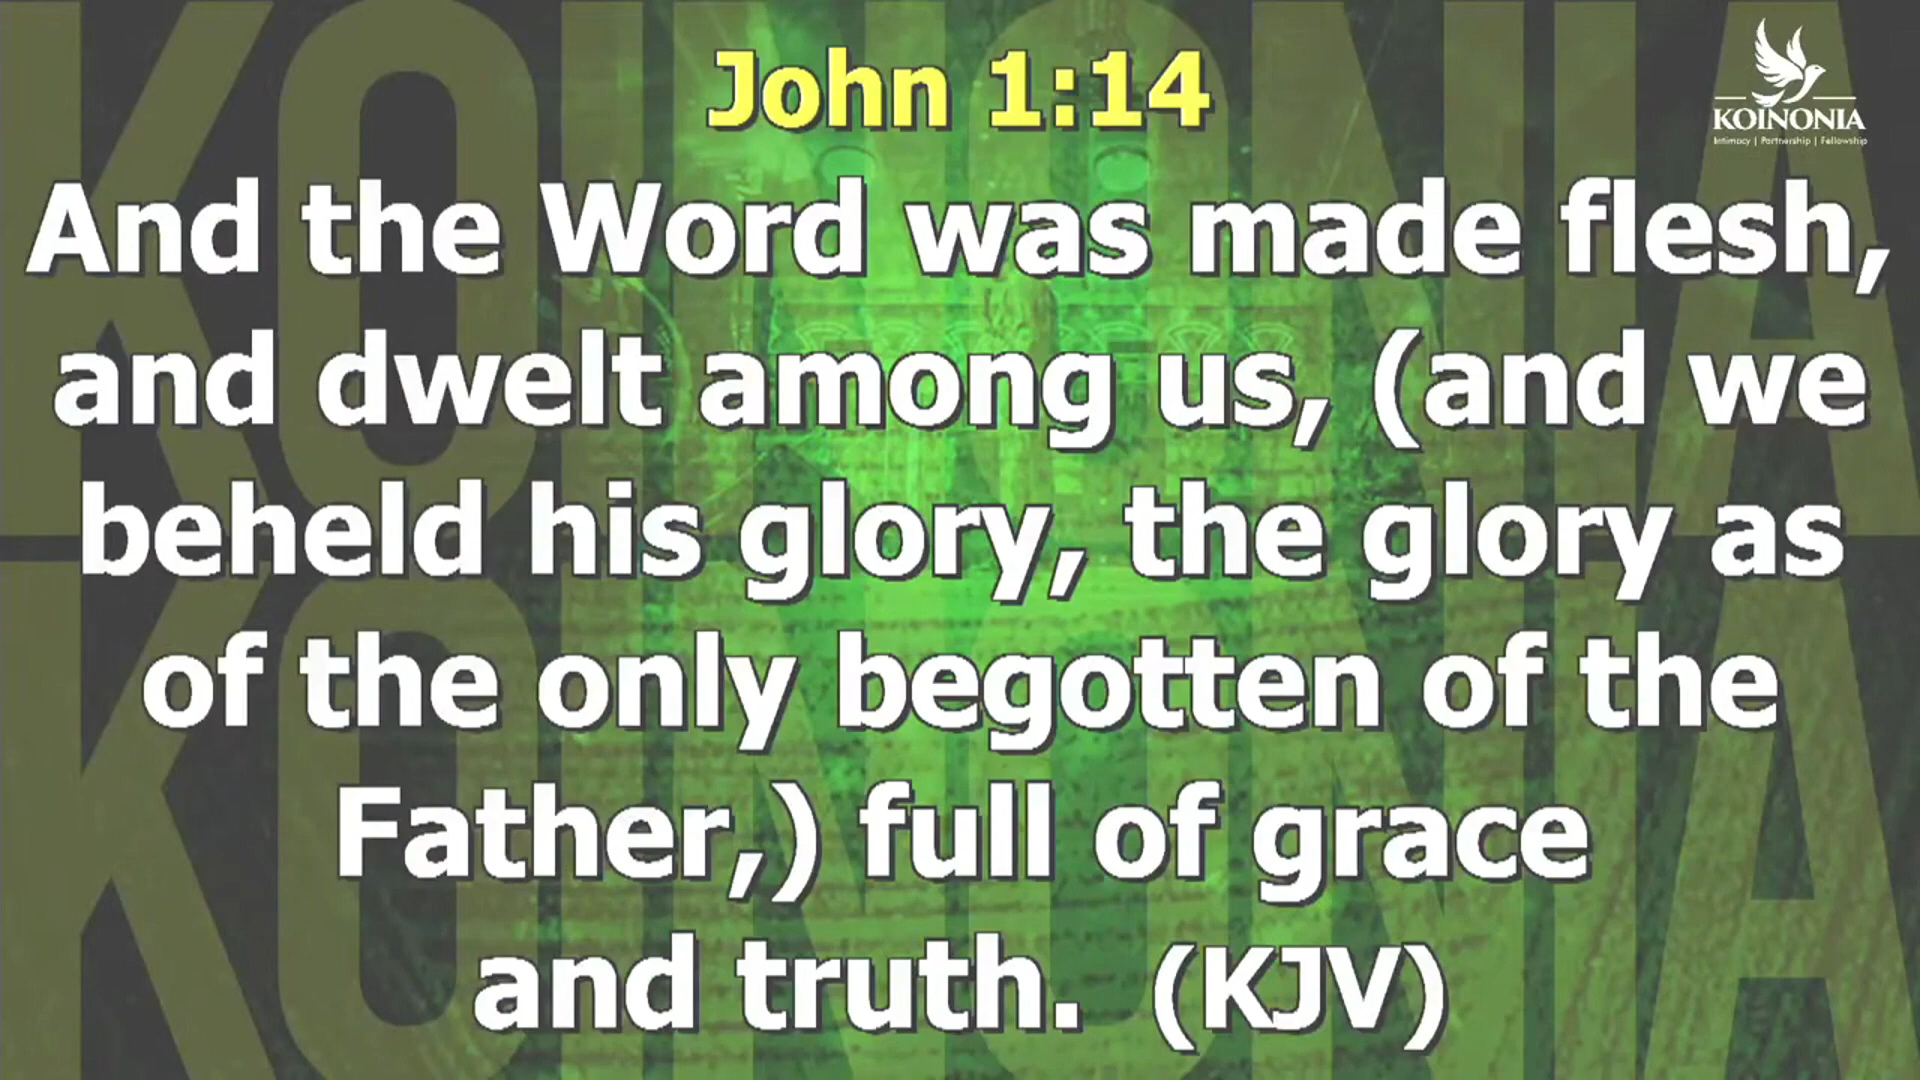 John 1:14
KOINONIA
Intimacy | Partnership | Fellowship
And the Word was made flesh,
and dwelt among us, (and we
beheld his glory, the glory as
of the only begotten of the
Father,) full of grace
and truth. (KJV)
KOINONIA
KOINONIA